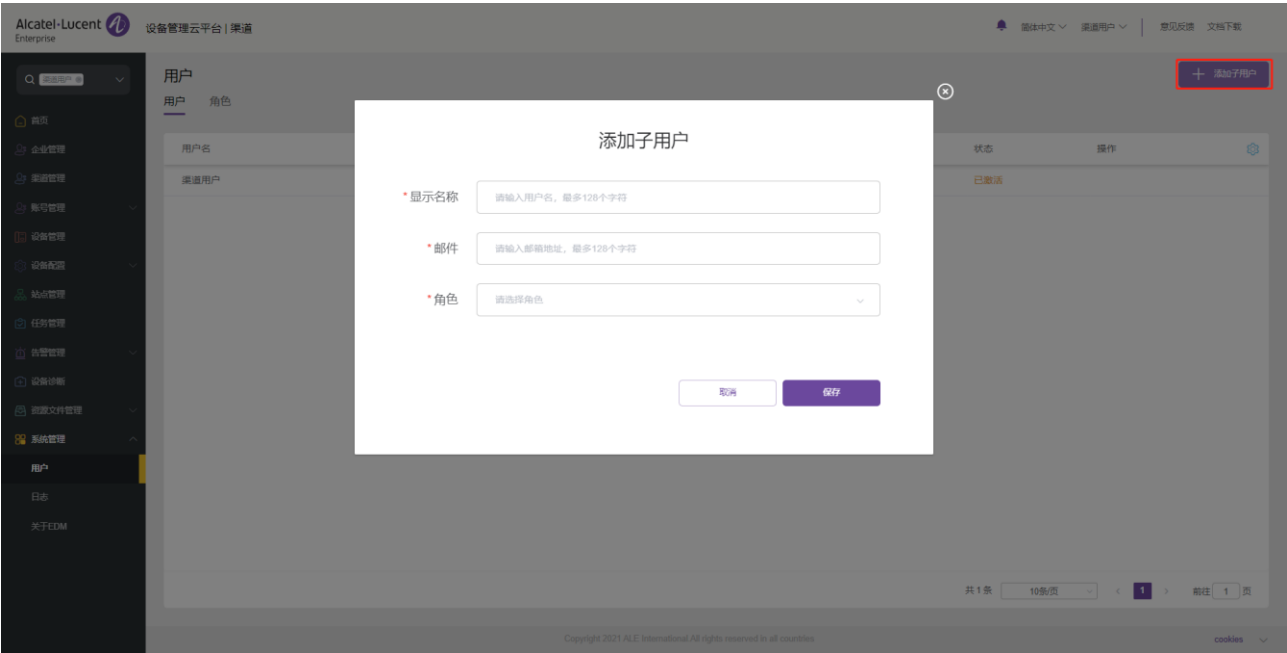 Alcatel·Lucent
Enterprise
设备管理云平台 | 渠道
简体中文
渠道用户
意见反馈
文档下载
渠道用户
首页
企业管理
渠道管理
账号管理
设备管理
设备配置
站点管理
任务管理
告警管理
设备诊断
资源文件管理
系统管理
用户
日志
关于EDM
用户
用户 角色
添加子用户
用户名
状态
操作
渠道用户
已激活
添加子用户
*显示名称
请输入用户名，最多128个字符
*邮件
请输入邮箱地址，最多128个字符
*角色
请选择角色
取消
保存
共1条
10条/页
1
前往 1 页
Copyright 2021 ALE International.All rights reserved in all countries
cookies